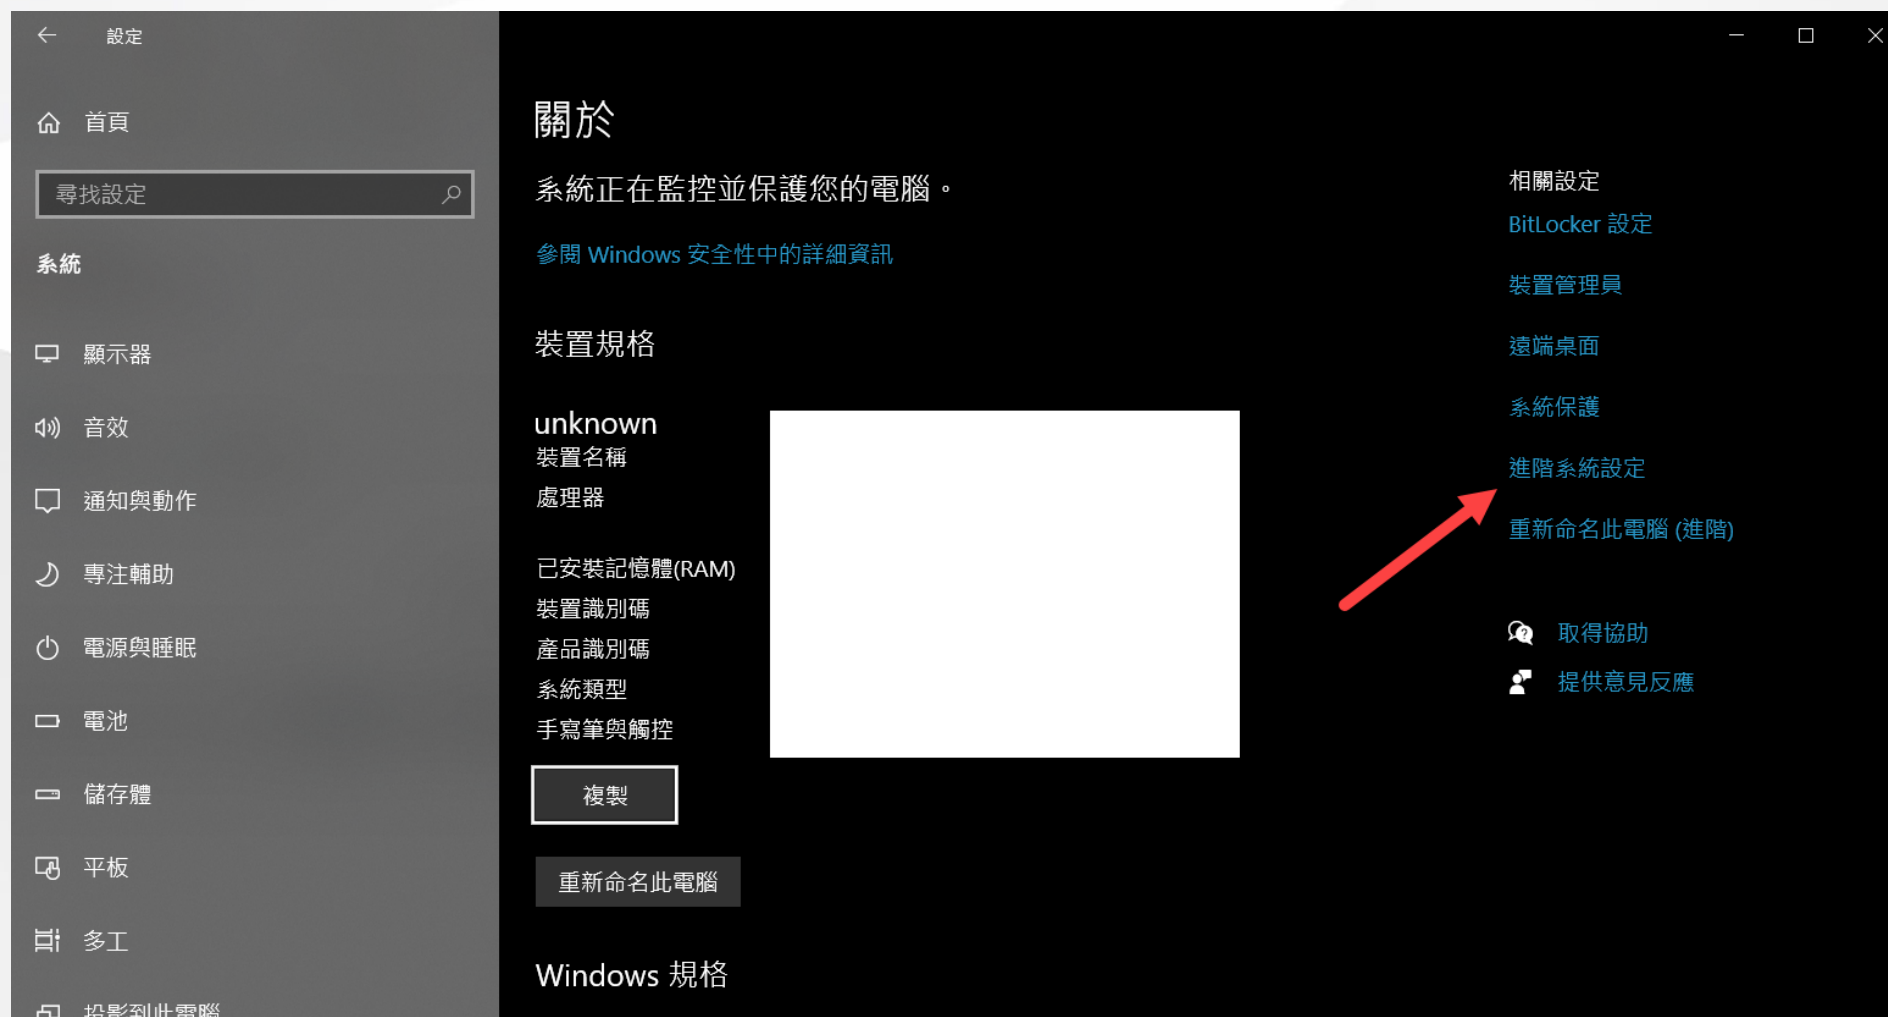 設定
首頁
尋找設定
系統
顯示器
音效
通知與動作
專注輔助
電源與睡眠
電池
儲存體
平板
多工
投影到此電腦
關於
系統正在監控並保護您的電腦。
參閱 Windows 安全性中的詳細資訊
裝置規格
unknown
裝置名稱
處理器
已安裝記憶體(RAM)
裝置識別碼
產品識別碼
系統類型
手寫筆與觸控
複製
重新命名此電腦
Windows 規格
相關設定
BitLocker 設定
裝置管理員
遠端桌面
系統保護
進階系統設定
重新命名此電腦 (進階)
取得協助
提供意見反應